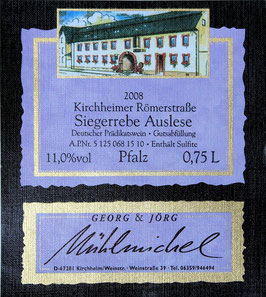 2008
Kirchheimer Römerstraße
Siegerrebe Auslese
Deutscher Prädikatswein · Gutsabfüllung
A.P.Nr. 5 125 068 15 10 · Enthält Sulfite
11,0%vol Pfalz 0,75 L
GEORG & JÖRG
Mühlmichel
D-67281 Kirchheim/Weinstr. · Weinstraße 39 · Tel. 06359/946494